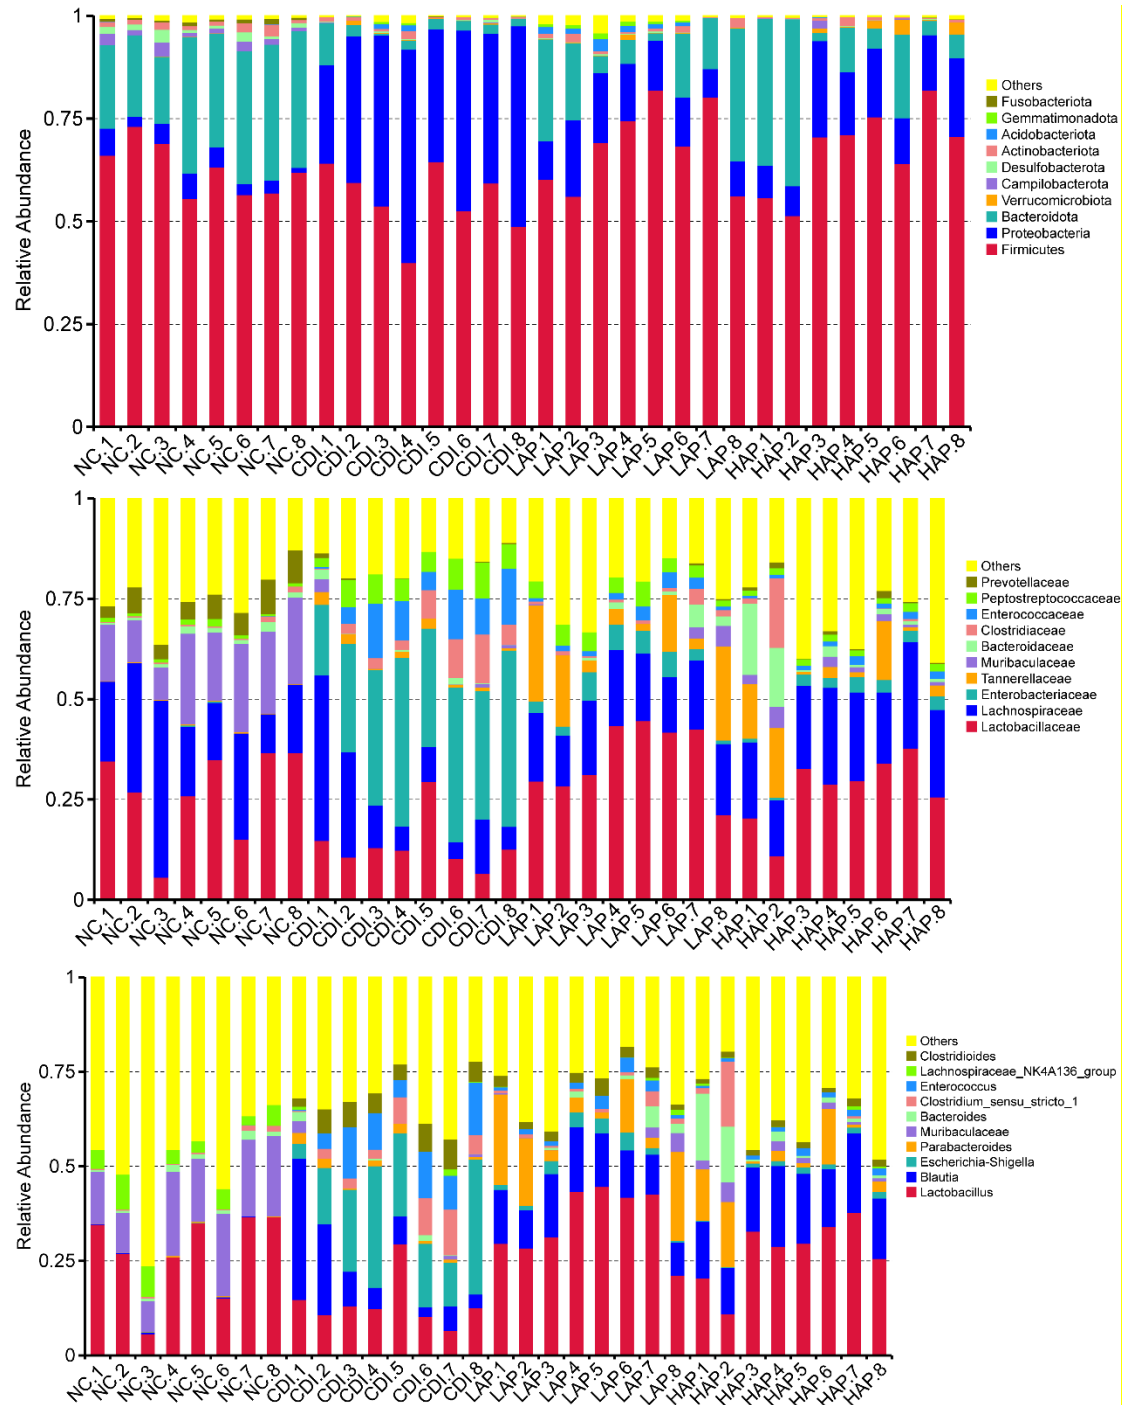 Relative Abundance
1
0.75
0.5
0.25
0
Others
Fusobacteriota
Gemmatimonadota
Acidobacteriota
Actinobacteriota
Desulfobacterota
Campilobacterota
Verrucomicrobiota
Bacteroidota
Proteobacteria
Firmicutes
NC.1 NC.2 NC.3 NC.4 NC.5 NC.6 NC.7 NC.8 CDI.1 CDI.2 CDI.3 CDI.4 CDI.5 CDI.6 CDI.7 CDI.8 LAP.1 LAP.2 LAP.3 LAP.4 LAP.5 LAP.6 LAP.7 LAP.8 HAP.1 HAP.2 HAP.3 HAP.4 HAP.5 HAP.6 HAP.7 HAP.8
Relative Abundance
1
0.75
0.5
0.25
0
Others
Prevotellaceae
Peptostreptococcaceae
Enterococcaceae
Clostridiaceae
Bacteroidaceae
Muribaculaceae
Tannerellaceae
Enterobacteriaceae
Lachnospiraceae
Lactobacillaceae
NC.1 NC.2 NC.3 NC.4 NC.5 NC.6 NC.7 NC.8 CDI.1 CDI.2 CDI.3 CDI.4 CDI.5 CDI.6 CDI.7 CDI.8 LAP.1 LAP.2 LAP.3 LAP.4 LAP.5 LAP.6 LAP.7 LAP.8 HAP.1 HAP.2 HAP.3 HAP.4 HAP.5 HAP.6 HAP.7 HAP.8
Relative Abundance
1
0.75
0.5
0.25
0
Others
Clostridioides
Lachnospiraceae_NK4A136_group
Enterococcus
Clostridium_sensu_stricto_1
Bacteroides
Muribaculaceae
Parabacteroides
Escherichia-Shigella
Blautia
Lactobacillus
NC.1 NC.2 NC.3 NC.4 NC.5 NC.6 NC.7 NC.8 CDI.1 CDI.2 CDI.3 CDI.4 CDI.5 CDI.6 CDI.7 CDI.8 LAP.1 LAP.2 LAP.3 LAP.4 LAP.5 LAP.6 LAP.7 LAP.8 HAP.1 HAP.2 HAP.3 HAP.4 HAP.5 HAP.6 HAP.7 HAP.8